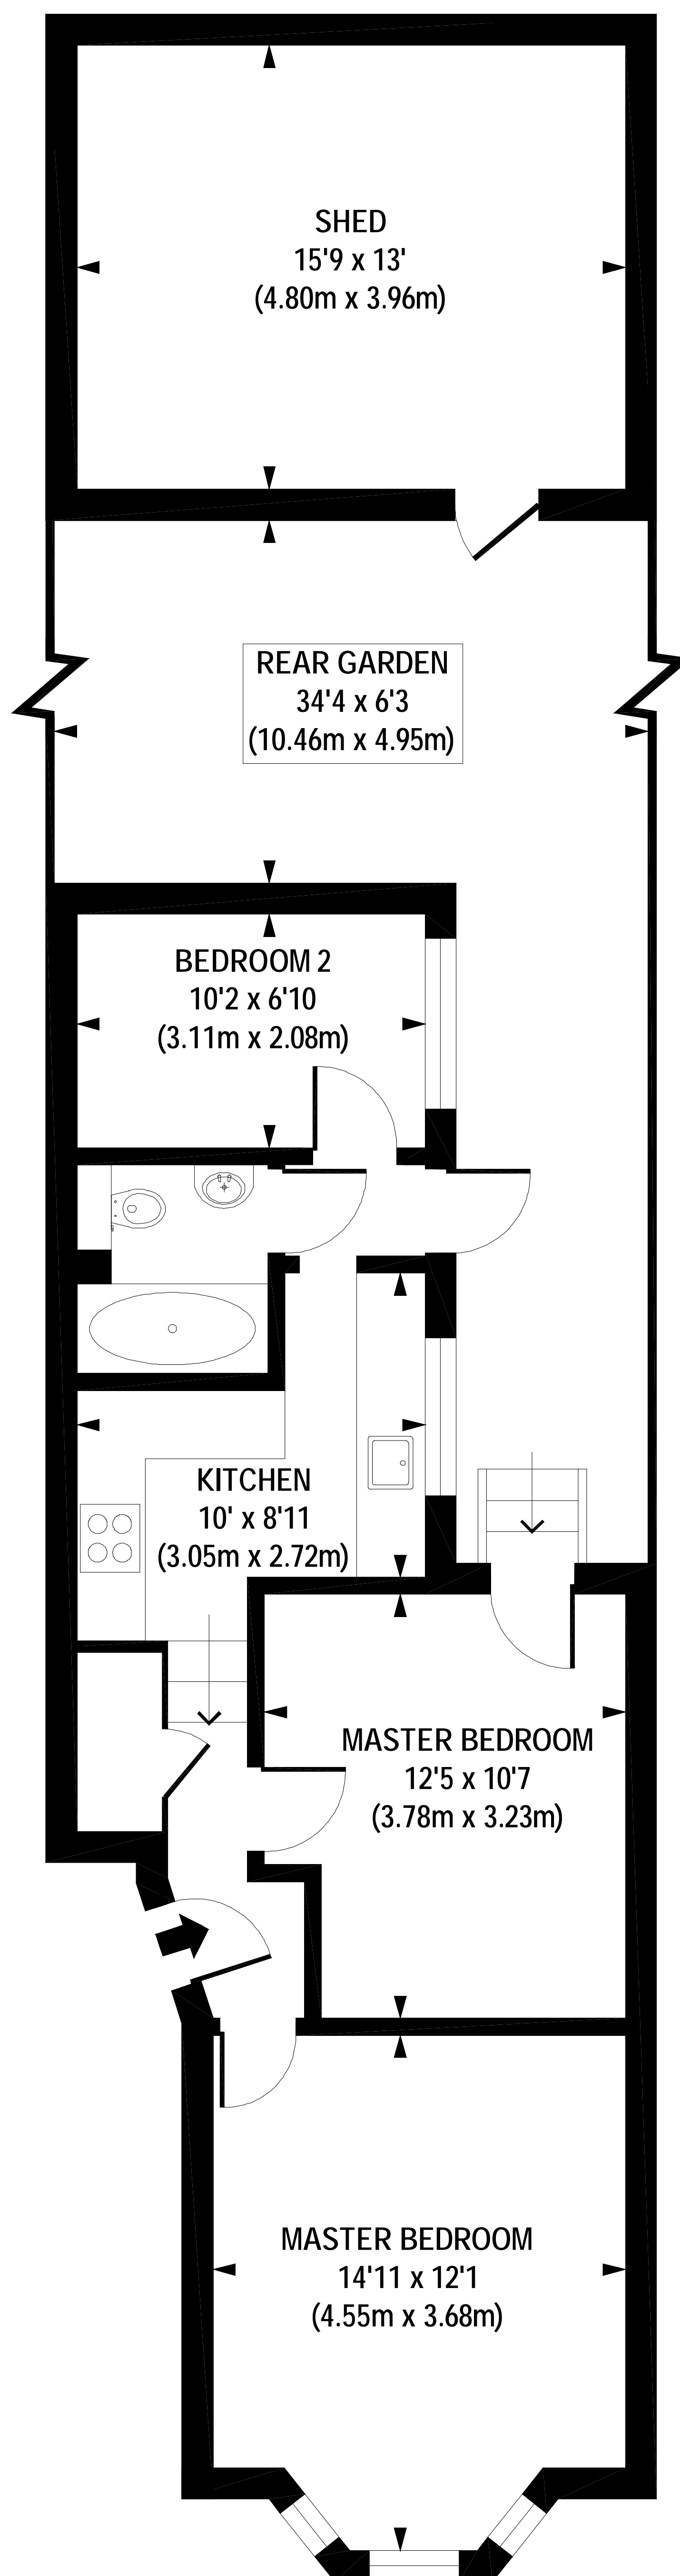 SHED
15'9 x 13'
(4.80m x 3.96m)
REAR GARDEN
34'4 x 6'3
(10.46m x 4.95m)
BEDROOM 2
10'2 x 6'10
(3.11m x 2.08m)
KITCHEN
10' x 8'11
(3.05m x 2.72m)
MASTER BEDROOM
12'5 x 10'7
(3.78m x 3.23m)
MASTER BEDROOM
14'11 x 12'1
(4.55m x 3.68m)